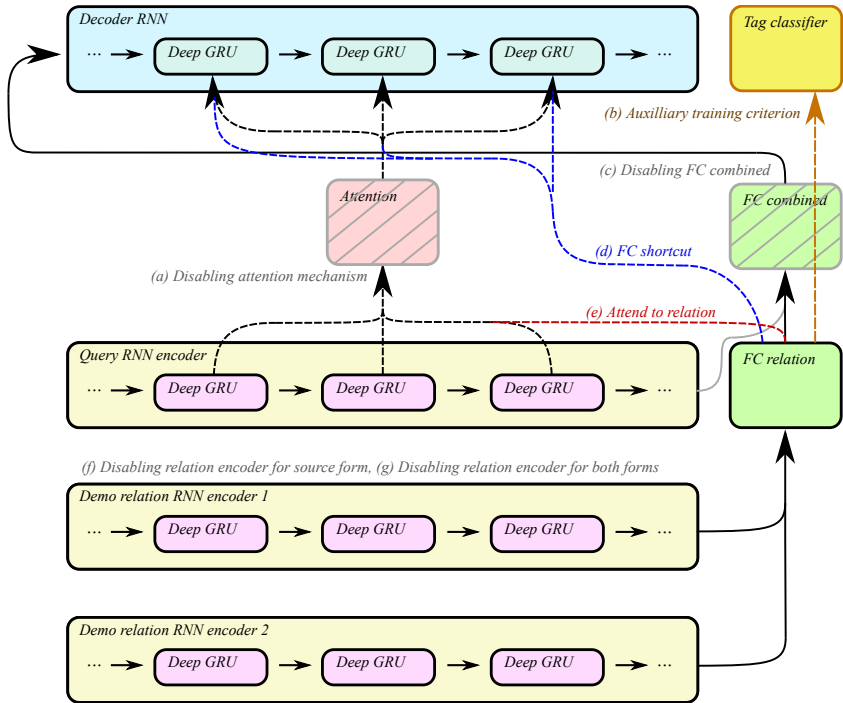 Decoder RNN
Tag classifier
... Deep GRU Deep GRU Deep GRU ...
(b) Auxilliary training criterion
(c) Disabling FC combined
Attention
FC combined
(d) FC shortcut
(a) Disabling attention mechanism
(e) Attend to relation
Query RNN encoder
FC relation
... Deep GRU Deep GRU Deep GRU ...
(f) Disabling relation encoder for source form, (g) Disabling relation encoder for both forms
Demo relation RNN encoder 1
... Deep GRU Deep GRU Deep GRU ...
Demo relation RNN encoder 2
... Deep GRU Deep GRU Deep GRU ...